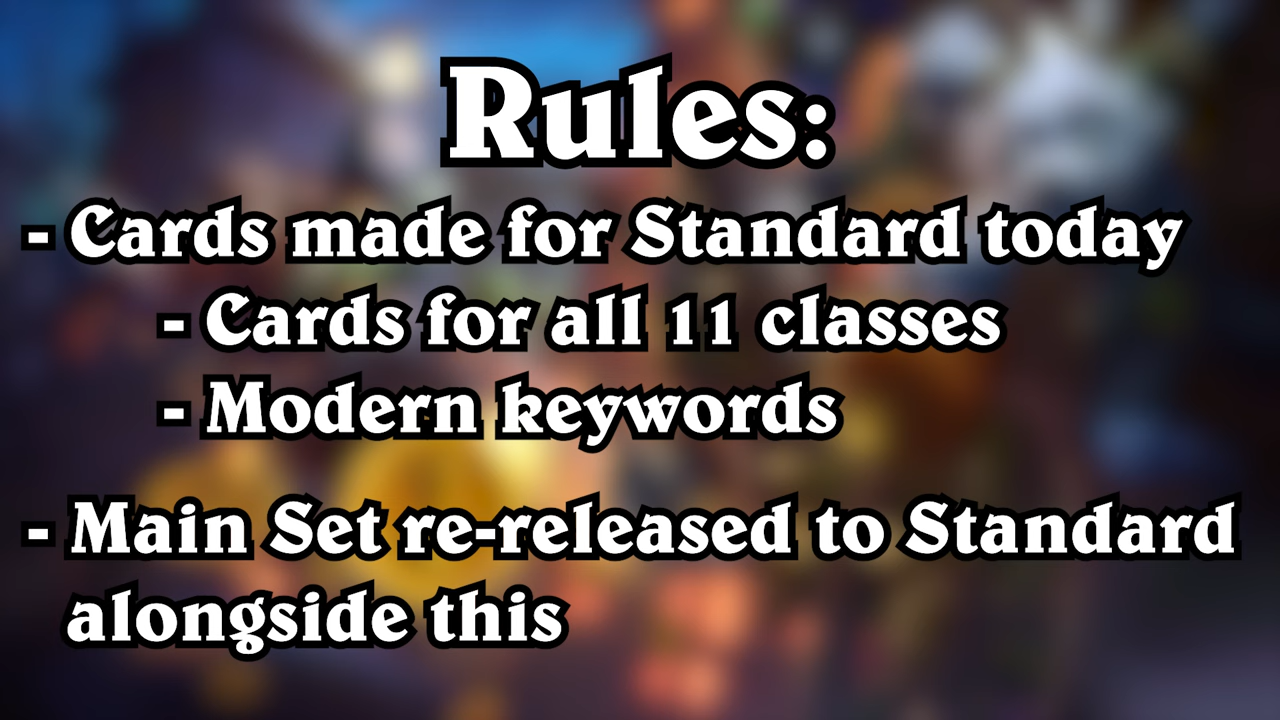 Rules:
- Cards made for Standard today
- Cards for all 11 classes
- Modern keywords
- Main Set re-released to Standard
alongside this